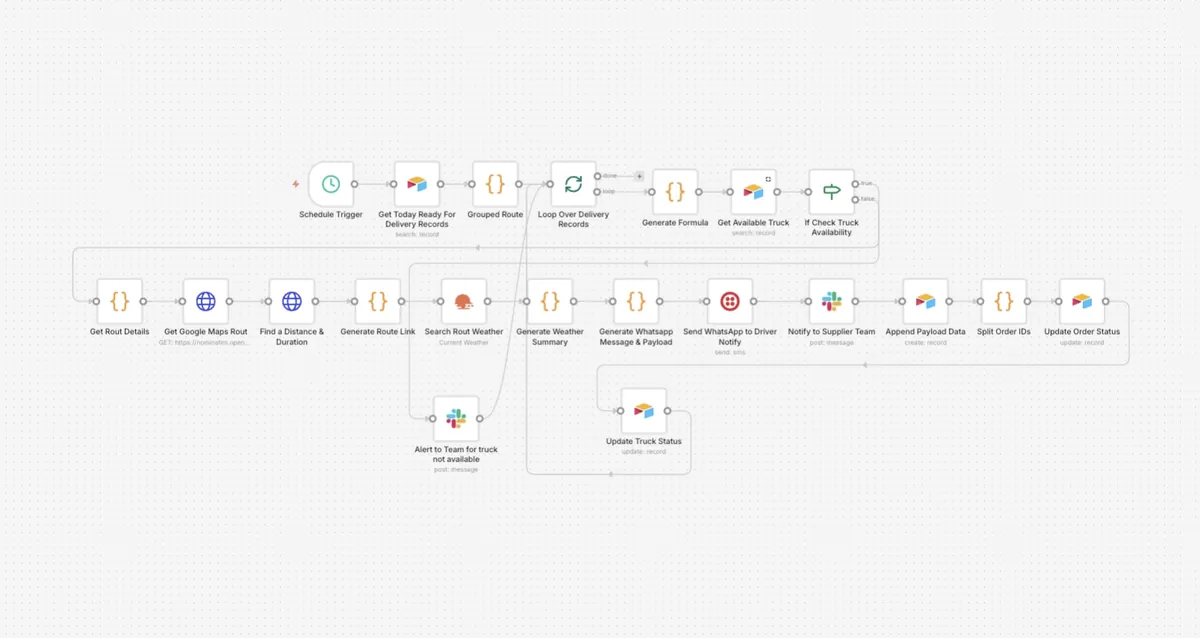 done
loop
true
false
Schedule Trigger
Get Today Ready For
Delivery Records
search: record
Grouped Route
Loop Over Delivery
Records
Generate Formula
Get Available Truck
search: record
If Check Truck
Availability
Get Rout Details
Get Google Maps Rout
GET: https://nominatim.open...
Find a Distance &
Duration
Generate Route Link
Search Rout Weather
Current Weather
Generate Weather
Summary
Generate Whatsapp
Message & Payload
Send WhatsApp to Driver
Notify
send: sms
Notify to Supplier Team
post: message
Append Payload Data
create: record
Split Order IDs
Update Order Status
update: record
Alert to Team for truck
not available
post: message
Update Truck Status
update: record